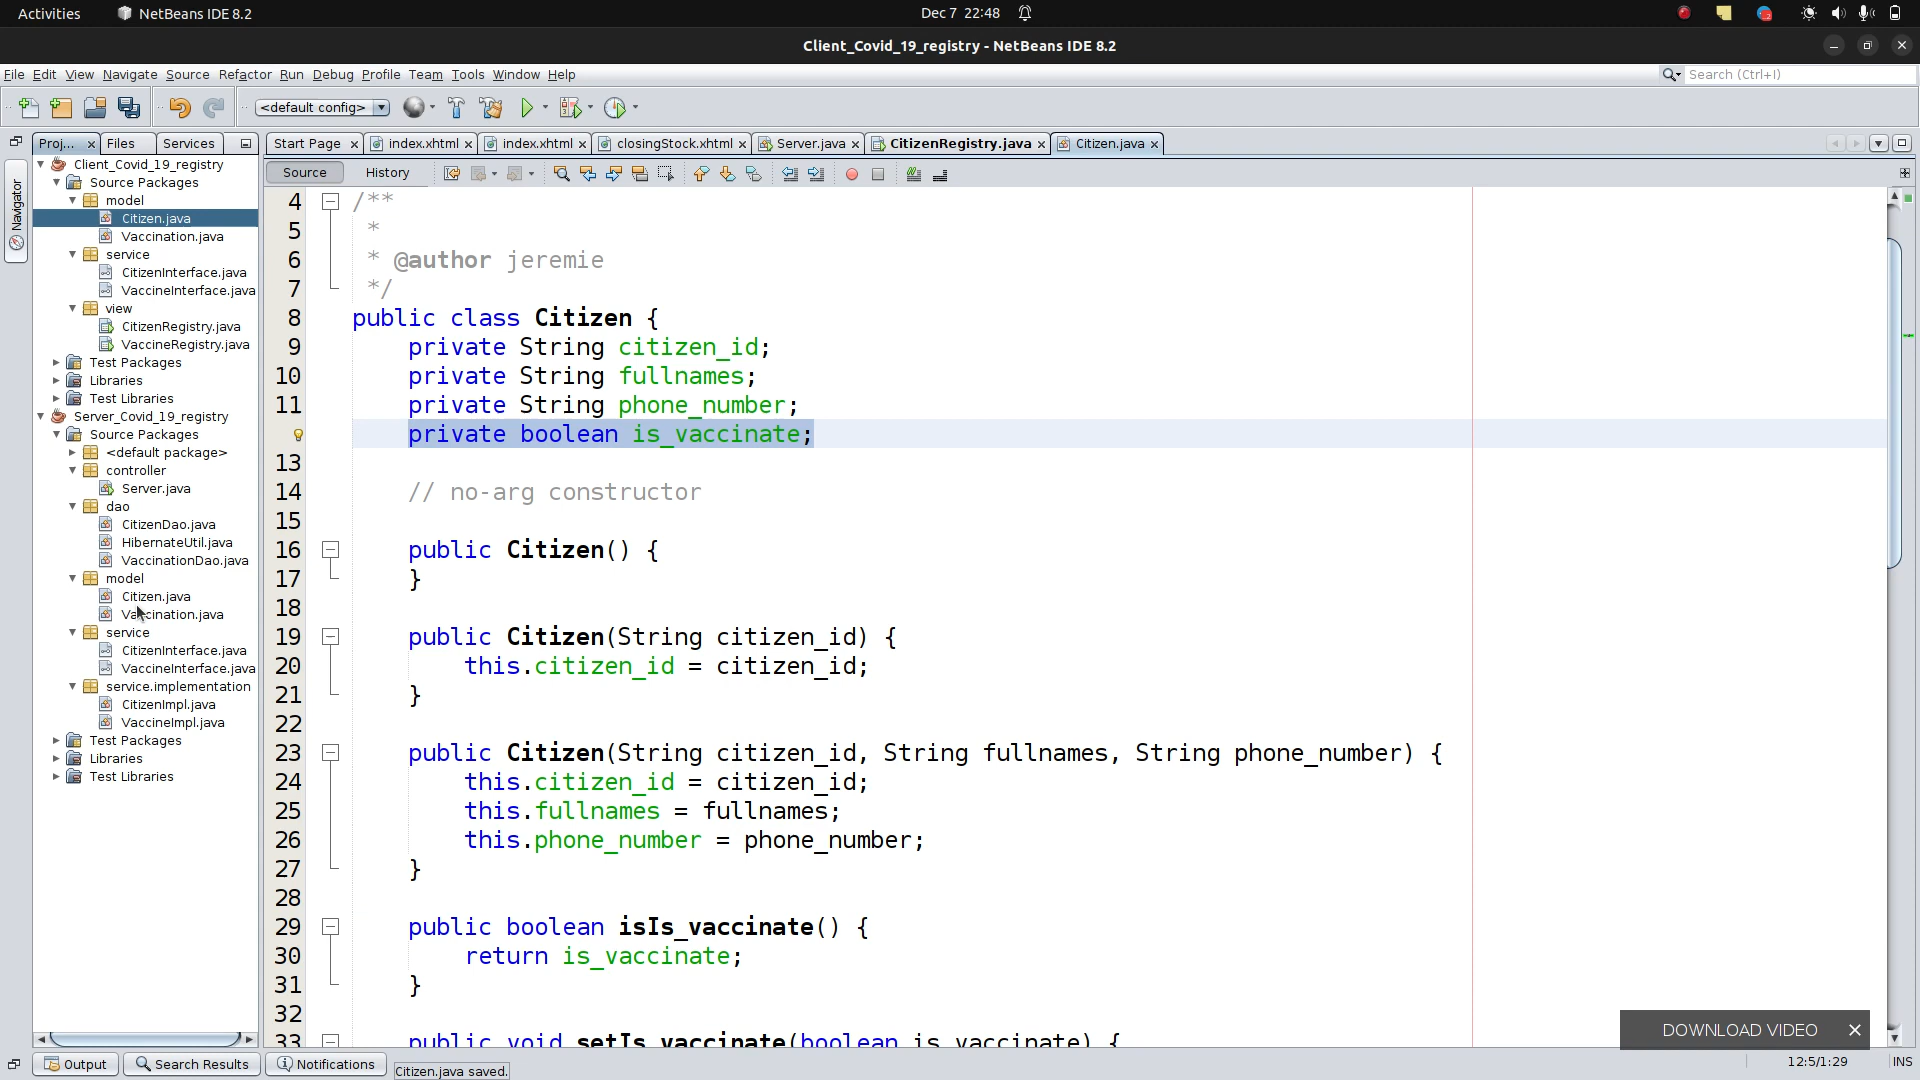 Activities NetBeans IDE 8.2 Dec 7 22:48
Client_Covid_19_registry - NetBeans IDE 8.2
File Edit View Navigate Source Refactor Run Debug Profile Team Tools Window Help Search (Ctrl+I)
<default config>
Proj... Files Services Start Page index.xhtml index.xhtml closingStock.xhtml Server.java CitizenRegistry.java Citizen.java
Source History
Navigator
Client_Covid_19_registry
Source Packages
model
Citizen.java
Vaccination.java
service
CitizenInterface.java
VaccineInterface.java
view
CitizenRegistry.java
VaccineRegistry.java
Test Packages
Libraries
Test Libraries
Server_Covid_19_registry
Source Packages
<default package>
controller
Server.java
dao
CitizenDao.java
HibernateUtil.java
VaccinationDao.java
model
Citizen.java
Vaccination.java
service
CitizenInterface.java
VaccineInterface.java
service.implementation
CitizenImpl.java
VaccineImpl.java
Test Packages
Libraries
Test Libraries
4 /**
5 *
6 * @author jeremie
7 */
8 public class Citizen {
9 private String citizen_id;
10 private String fullnames;
11 private String phone_number;
private boolean is_vaccinate;
13
14 // no-arg constructor
15
16 public Citizen() {
17 }
18
19 public Citizen(String citizen_id) {
20 this.citizen_id = citizen_id;
21 }
22
23 public Citizen(String citizen_id, String fullnames, String phone_number) {
24 this.citizen_id = citizen_id;
25 this.fullnames = fullnames;
26 this.phone_number = phone_number;
27 }
28
29 public boolean isIs_vaccinate() {
30 return is_vaccinate;
31 }
32
33 public void setIs_vaccinate(boolean is_vaccinate) {
DOWNLOAD VIDEO
Output Search Results Notifications Citizen.java saved. 12:5/1:29 INS